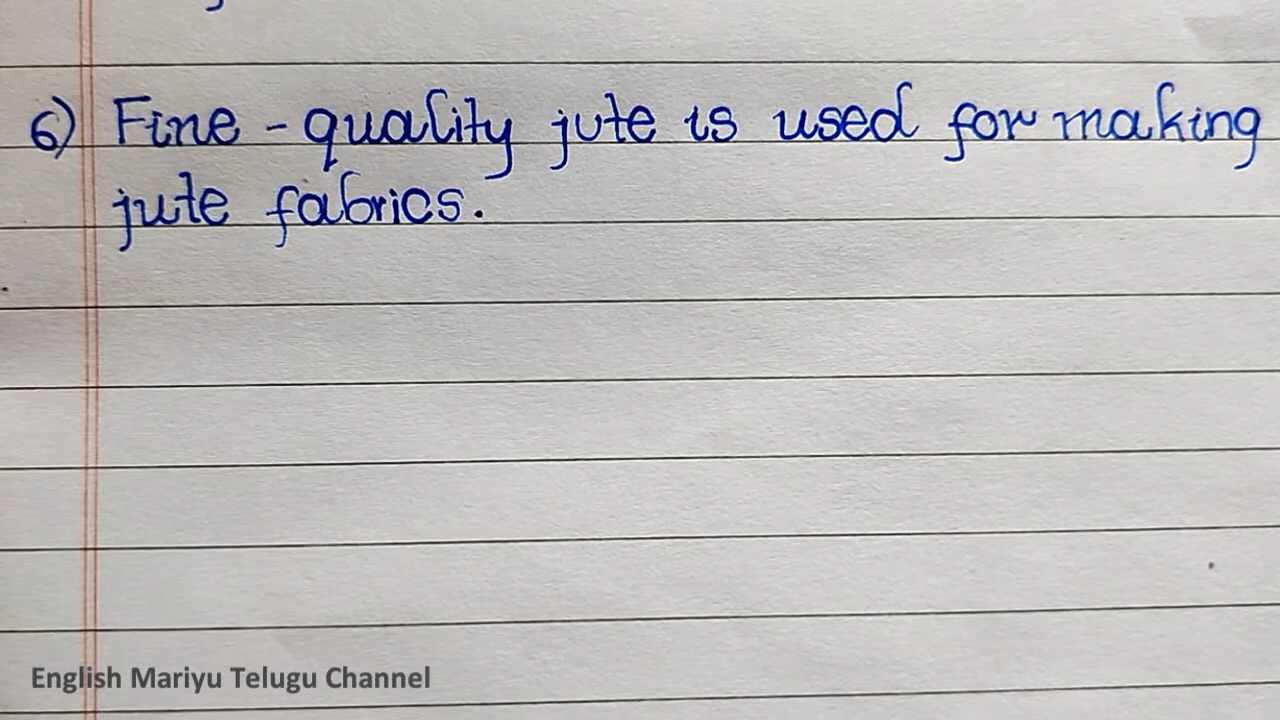 6) Fine-quality jute is used for making
jute fabrics.
English Mariyu Telugu Channel